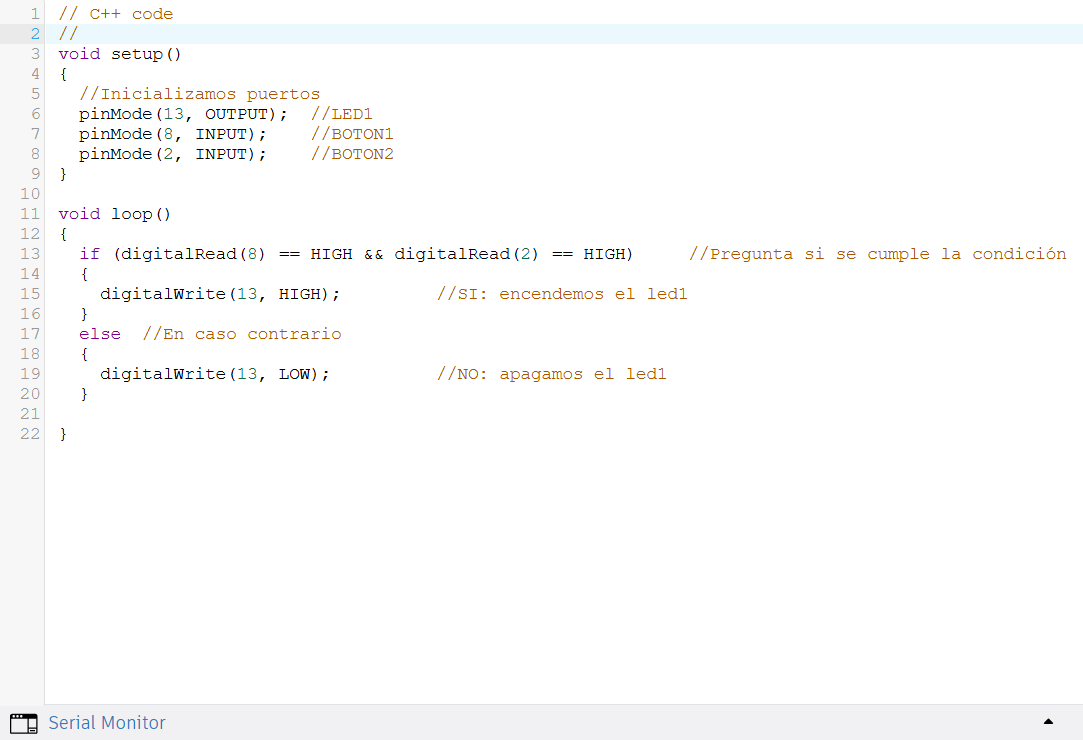 1 // C++ code
2 //
3 void setup()
4 {
5   //Inicializamos puertos
6   pinMode(13, OUTPUT);  //LED1
7   pinMode(8, INPUT);    //BOTON1
8   pinMode(2, INPUT);    //BOTON2
9 }
10
11 void loop()
12 {
13   if (digitalRead(8) == HIGH && digitalRead(2) == HIGH)     //Pregunta si se cumple la condición
14   {
15     digitalWrite(13, HIGH);         //SI: encendemos el led1
16   }
17   else  //En caso contrario
18   {
19     digitalWrite(13, LOW);          //NO: apagamos el led1
20   }
21
22 }
Serial Monitor